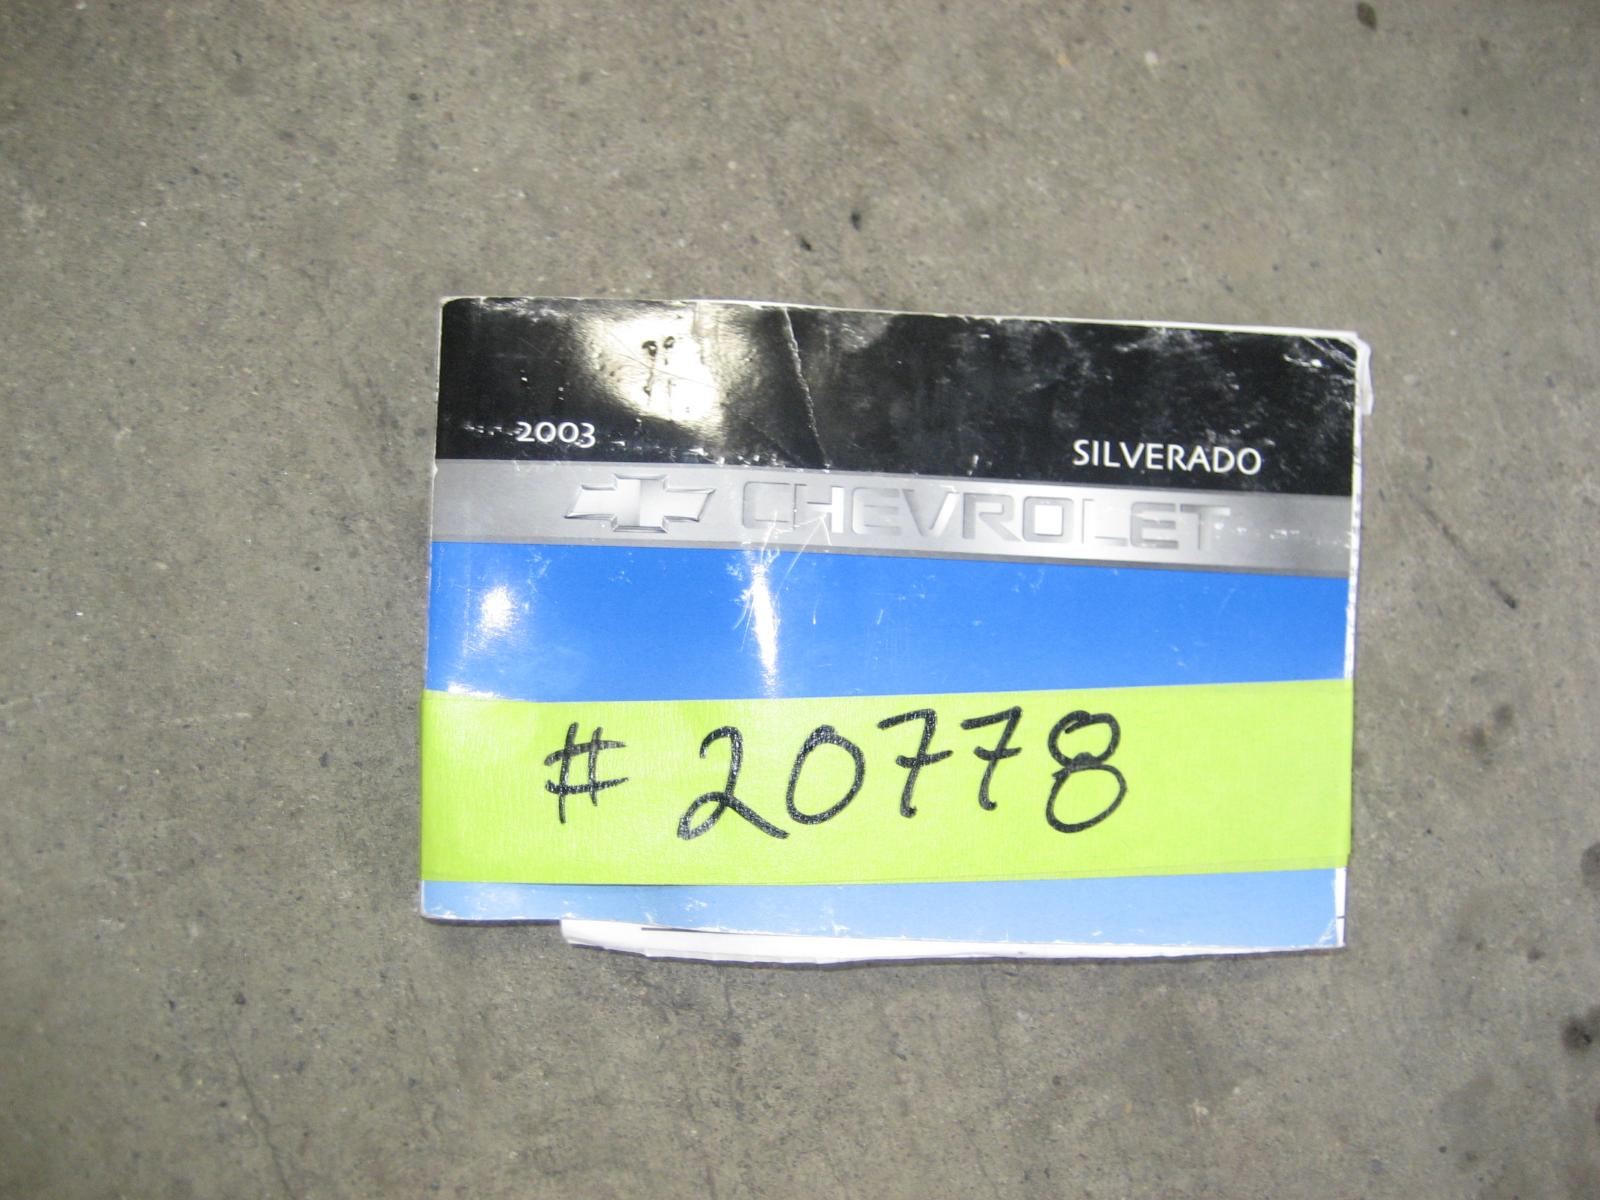 2003
SILVERADO
CHEVROLET
# 20778